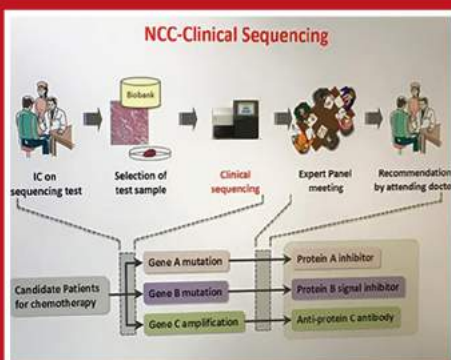 NCC-Clinical Sequencing
Biobank
IC on
sequencing test
Selection of
test sample
Clinical
sequencing
Expert Panel
meeting
Recommendation
by attending docto
Candidate Patients
for chemotherapy
Gene A mutation
Protein A inhibitor
Gene B mutation
Protein B signal inhibitor
Gene C amplification
Anti-protein C antibody